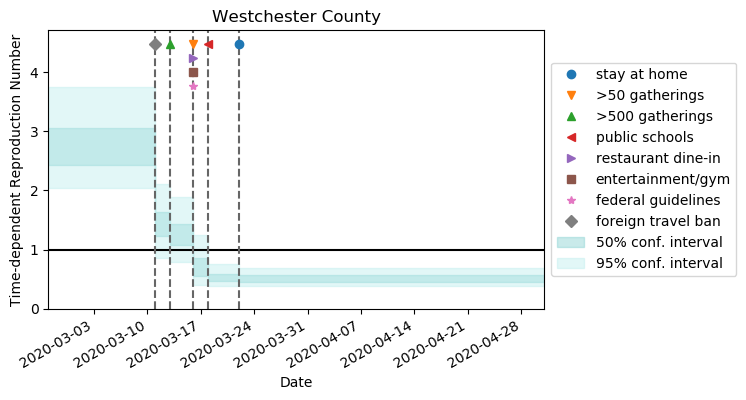 Westchester County
Time-dependent Reproduction Number
4
3
2
1
0
2020-03-03
2020-03-10
2020-03-17
2020-03-24
2020-03-31
2020-04-07
2020-04-14
2020-04-21
2020-04-28
Date
stay at home
>50 gatherings
>500 gatherings
public schools
restaurant dine-in
entertainment/gym
federal guidelines
foreign travel ban
50% conf. interval
95% conf. interval